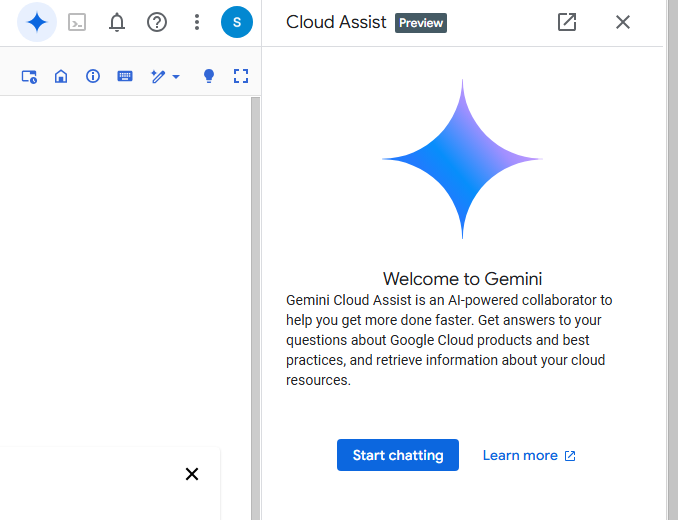 S
Cloud Assist Preview
Welcome to Gemini
Gemini Cloud Assist is an AI-powered collaborator to
help you get more done faster. Get answers to your
questions about Google Cloud products and best
practices, and retrieve information about your cloud
resources.
Start chatting
Learn more